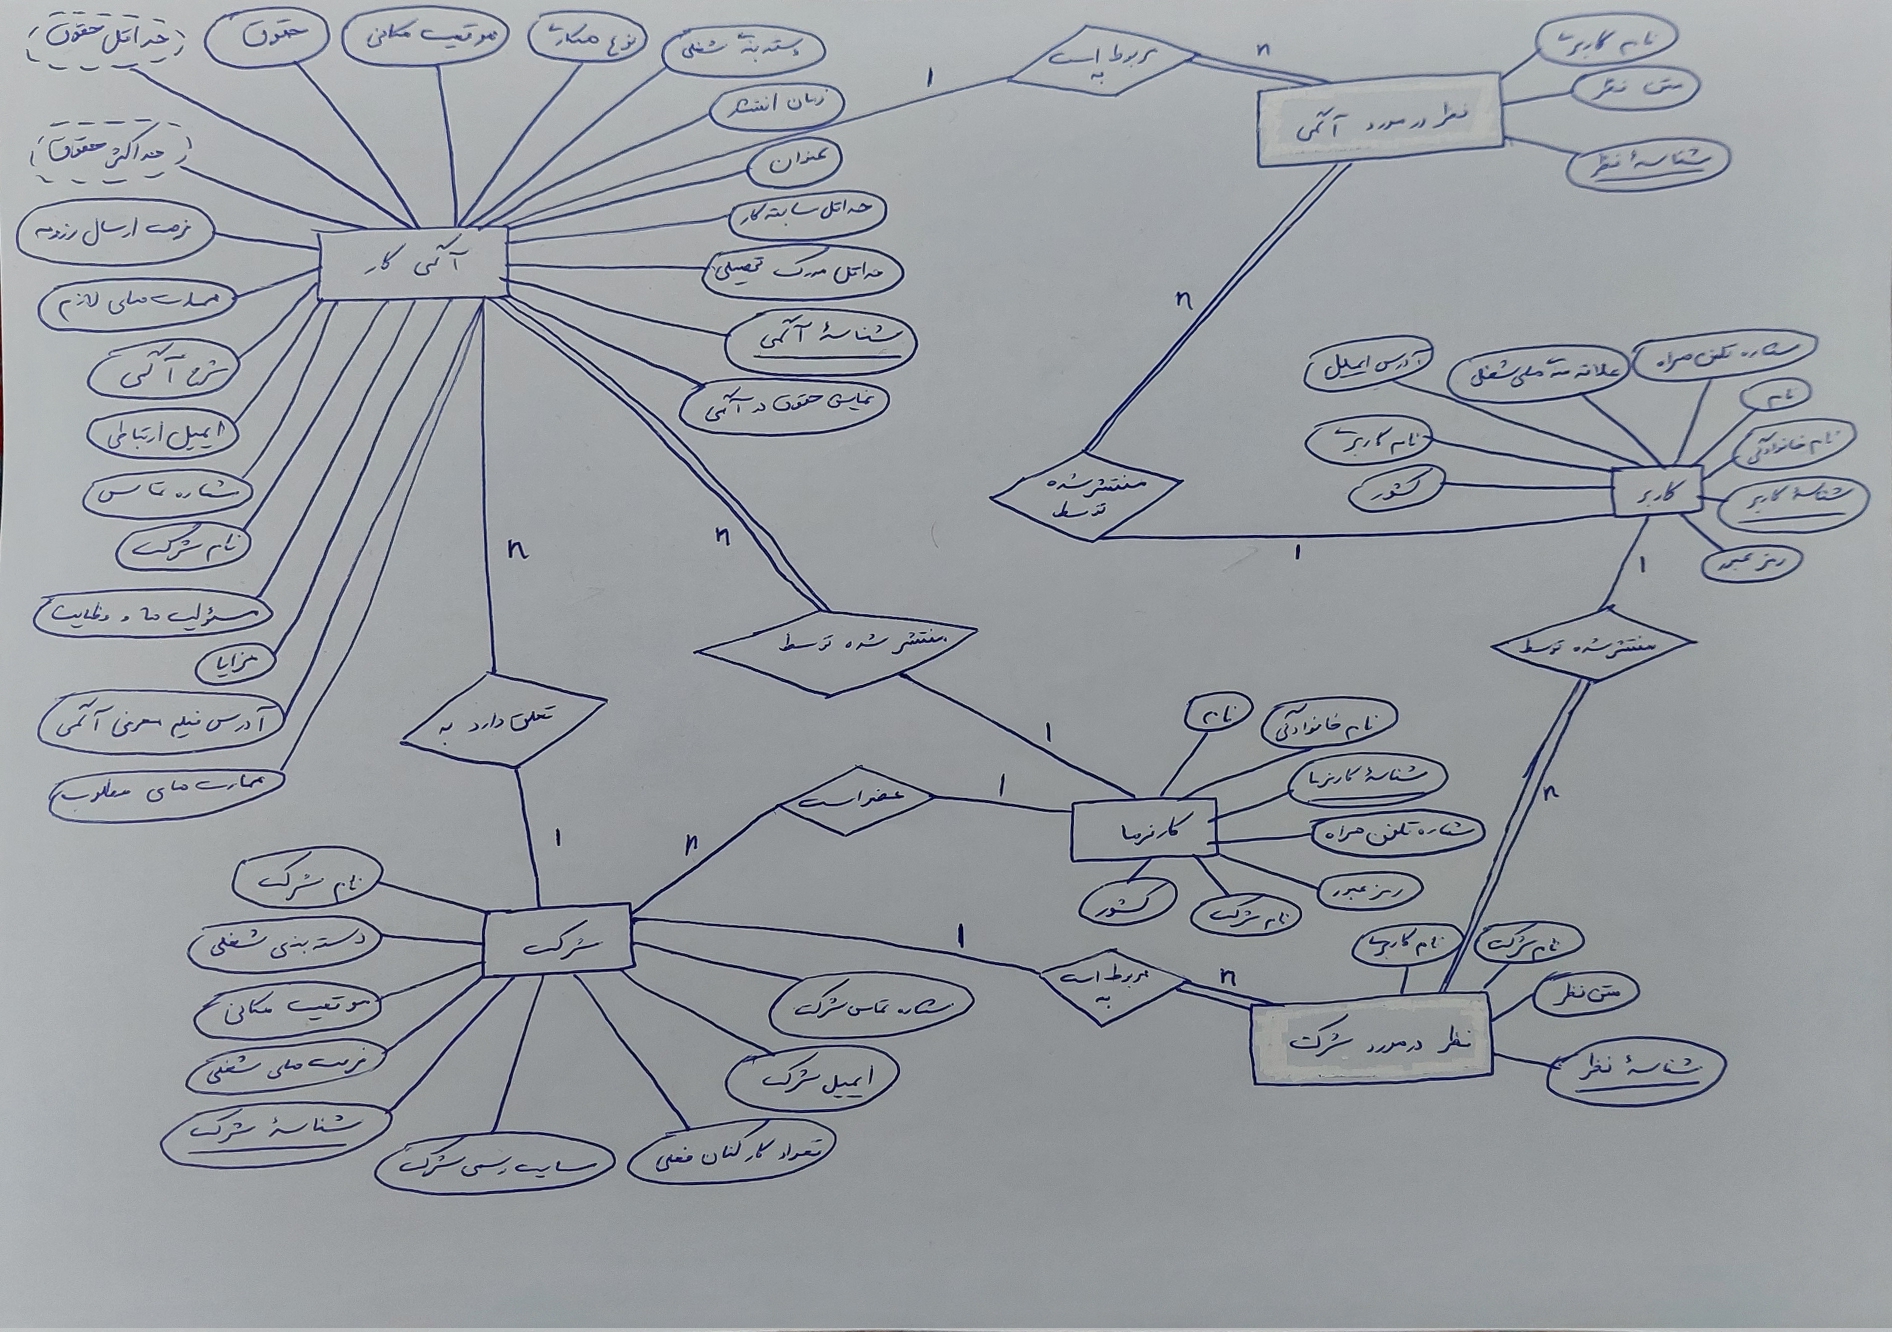 حداقل حقوق
حقوق
موقعیت مکانی
نوع همکاری
دسته بندی شغلی
زمان انتشار
عنوان
حداقل سابقه کار
حداقل مدرک تحصیلی
شناسهٔ آگهی
نمایش حقوق در آگهی
حداکثر حقوق
فرصت ارسال رزومه
مهارت های لازم
شرح آگهی
ایمیل ارتباطی
شماره تماس
نام شرکت
مسئولیت ها و وظایف
مزایا
آدرس فیلم معرفی آگهی
مهارت های مطلوب
آگهی کار
1
مربوط است
به
n
نظر در مورد آگهی
نام کاربری
متن نظر
شناسهٔ نظر
n
منتشر شده
توسط
1
آدرس ایمیل
علاقه مندی های شغلی
شماره تلفن همراه
نام
نام خانوادگی
شناسهٔ کاربر
رمز عبور
نام کاربری
کشور
کاربر
1
منتشر شده توسط
n
n
تعلق دارد به
1
n
منتشر شده توسط
1
نام
نام خانوادگی
شناسهٔ کارفرما
شماره تلفن همراه
رمز عبور
نام شرکت
کشور
کارفرما
1
عضو است
n
شرکت
نام شرکت
دسته بندی شغلی
موقعیت مکانی
فرصت های شغلی
شناسهٔ شرکت
سایت رسمی شرکت
تعداد کارکنان فعلی
ایمیل شرکت
شماره تماس شرکت
1
مربوط است
به
n
نظر در مورد شرکت
نام کاربری
نام شرکت
متن نظر
شناسهٔ نظر